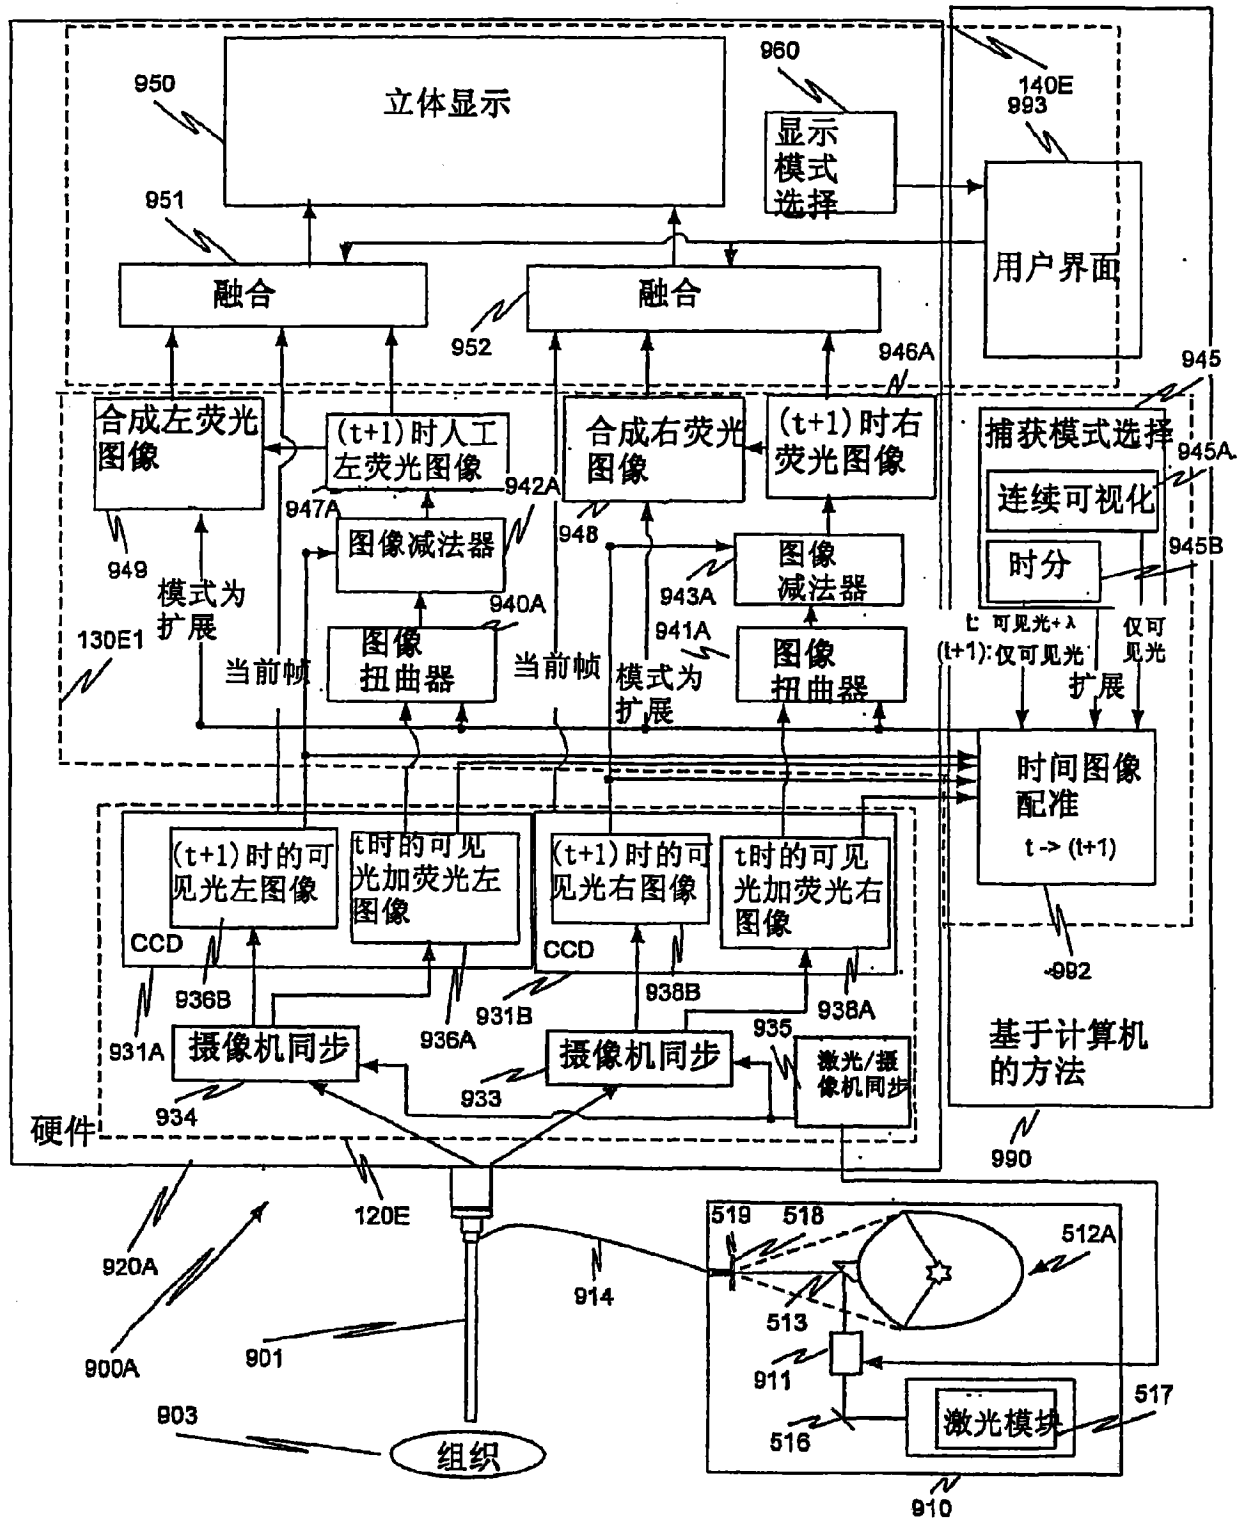 960
950
立体显示
140E
993
显示
模式
选择
951
用户界面
融合
融合
952
946A
945
合成左荧光
图像
(t+1)时人工
左荧光图像
合成右荧光
图像
(t+1)时右
荧光图像
捕获模式选择
945A
942A
连续可视化
947A
948
图像减法器
图像
减法器
945B
时分
949
模式为
扩展
940A
943A
t: 可见光+λ
(t+1):仅可见光
仅可
见光
130E1
941A
图像
扭曲器
图像
扭曲器
当前帧
当前帧
模式为
扩展
扩展
时间图像
配准
t -> (t+1)
935
(t+1)时的可
见光左图像
t时的可见
光加荧光左
图像
(t+1)时的可
见光右图像
t时的可见
光加荧光右
图像
CCD
CCD
992
936B
931A
936A
931B
938B
938A
摄像机同步
摄像机同步
激光/摄
像机同步
基于计算机
的方法
934
933
硬件
990
120E
519
518
512A
920A
914
513
901
911
900A
517
903
516
激光模块
组织
910